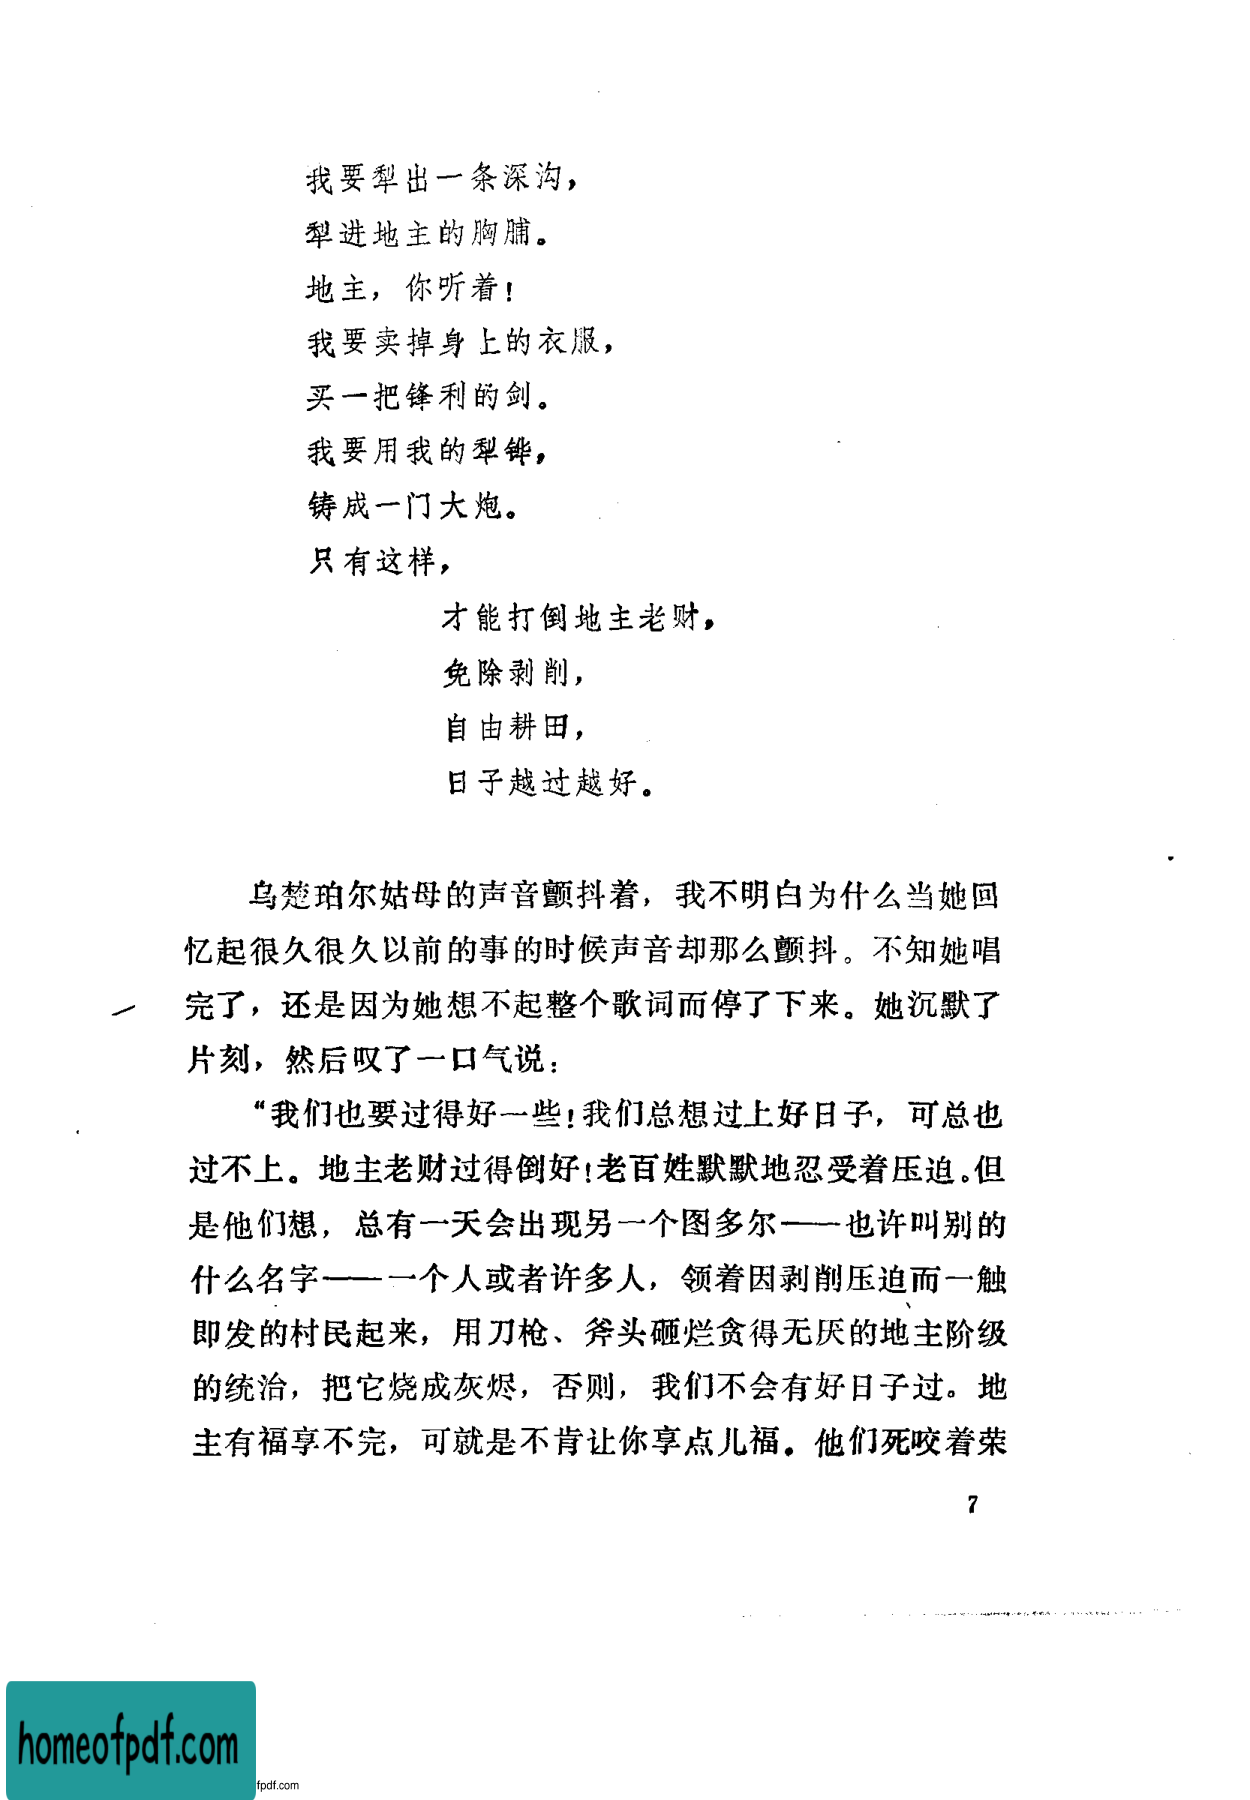 我要犁出一条深沟，
犁进地主的胸脯。
地主，你听着！
我要卖掉身上的衣服，
买一把锋利的剑。
我要用我的犁铧，
铸成一门大炮。
只有这样，
才能打倒地主老财，
免除剥削，
自由耕田，
日子越过越好。
乌楚珀尔姑母的声音颤抖着，我不明白为什么当她回
忆起很久很久以前的事的时候声音却那么颤抖。不知她唱
完了，还是因为她想不起整个歌词而停了下来。她沉默了
片刻，然后叹了一口气说：
“我们也要过得好一些！我们总想过上好日子，可总也
过不上。地主老财过得倒好！老百姓默默地忍受着压迫。但
是他们想，总有一天会出现另一个图多尔——也许叫别的
什么名字——一个人或者许多人，领着因剥削压迫而一触
即发的村民起来，用刀枪、斧头砸烂贪得无厌的地主阶级
的统治，把它烧成灰烬，否则，我们不会有好日子过。地
主有福享不完，可就是不肯让你享点儿福。他们死咬着荣
7
homeofpdf.com
fpdf.com